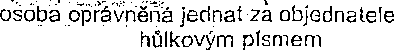 osoba oprávněná jednat za objednatele
hůlkovým písmem